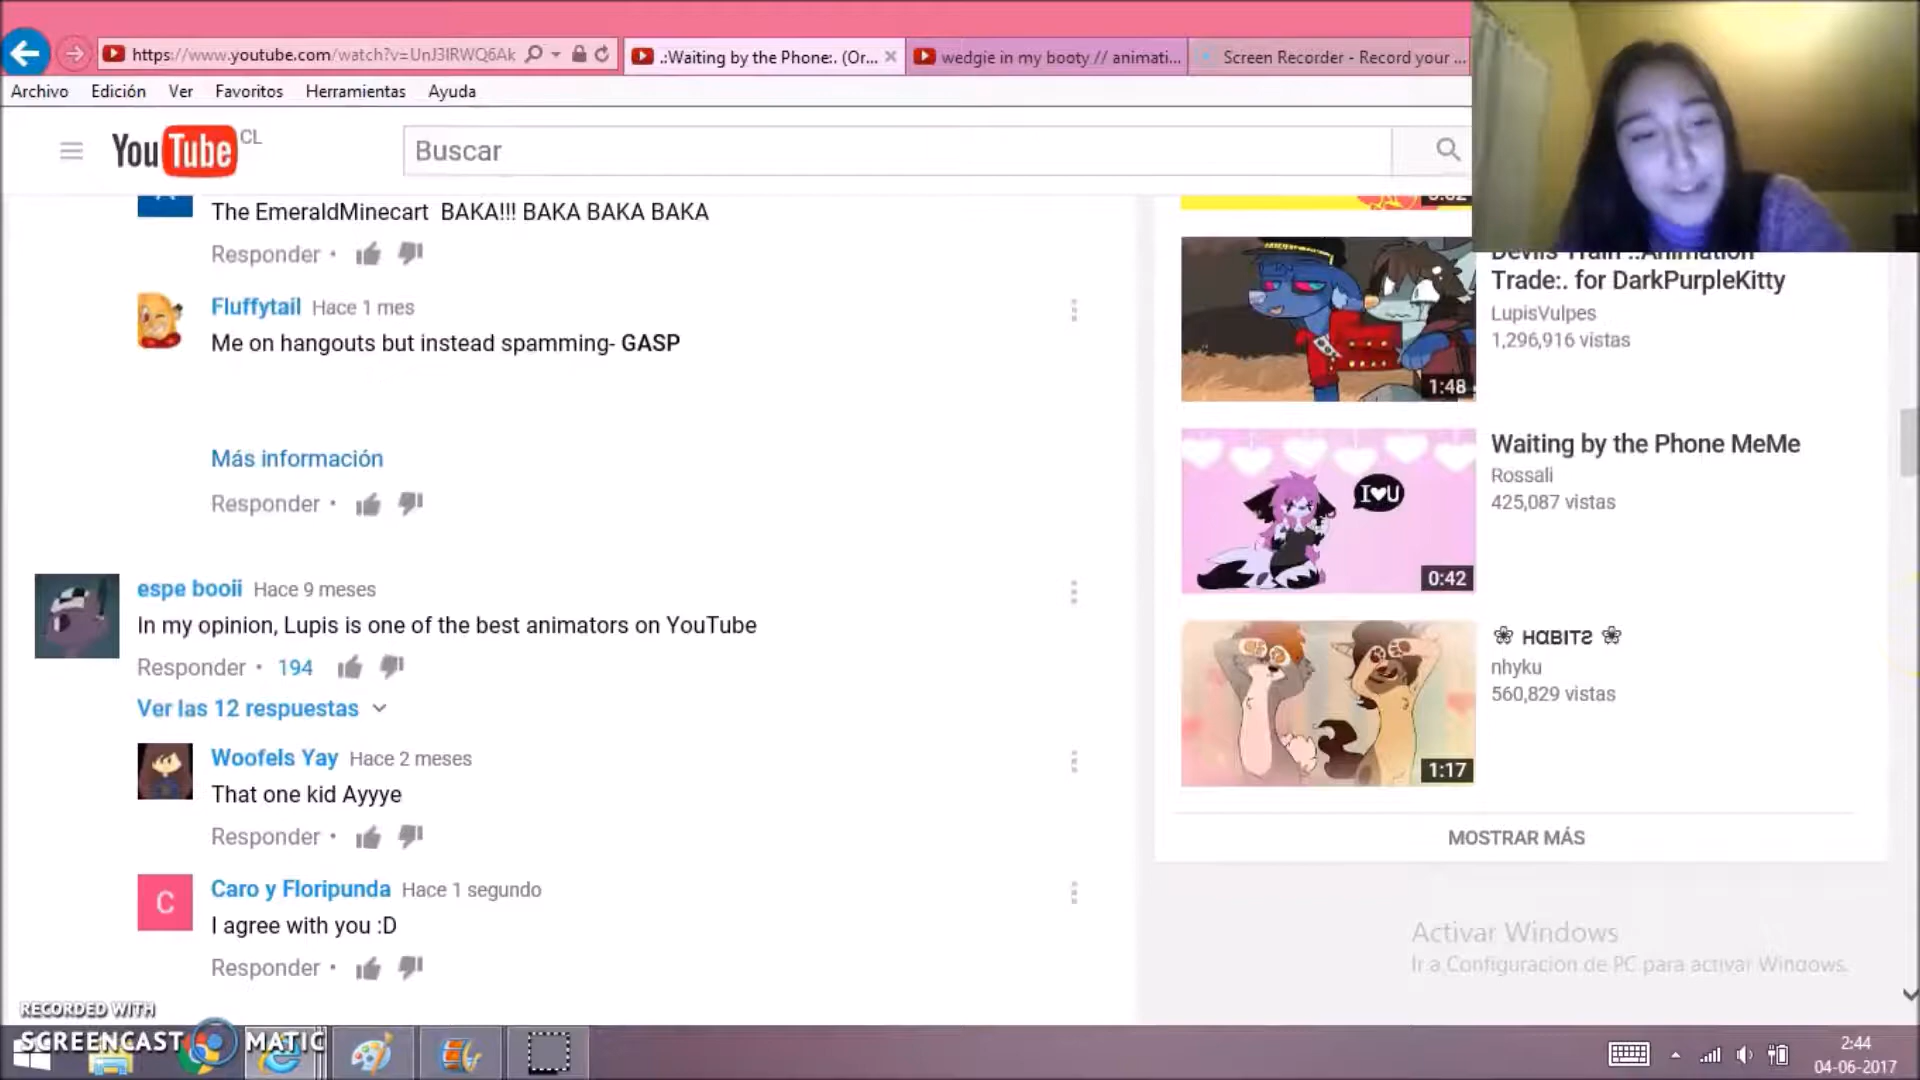 https://www.youtube.com/watch?v=UnJ3IRWQ6Ak
.:Waiting by the Phone:. (Or...
wedgie in my booty // animati...
Screen Recorder - Record your ...
Archivo Edición Ver Favoritos Herramientas Ayuda
YouTube CL
Buscar
The EmeraldMinecart BAKA!!! BAKA BAKA BAKA
Responder •
Fluffytail Hace 1 mes
Me on hangouts but instead spamming- GASP
Más información
Responder •
espe booii Hace 9 meses
In my opinion, Lupis is one of the best animators on YouTube
Responder • 194
Ver las 12 respuestas
Woofels Yay Hace 2 meses
That one kid Ayyye
Responder •
C
Caro y Floripunda Hace 1 segundo
I agree with you :D
Responder •
Devils Train .:Animation
Trade:. for DarkPurpleKitty
LupisVulpes
1,296,916 vistas
1:48
Waiting by the Phone MeMe
Rossali
425,087 vistas
I♥U
0:42
❀ HαBITƧ ❀
nhyku
560,829 vistas
1:17
MOSTRAR MÁS
Activar Windows
Ir a Configuración de PC para activar Windows.
RECORDED WITH
SCREENCAST MATIC
2:44
04-06-2017